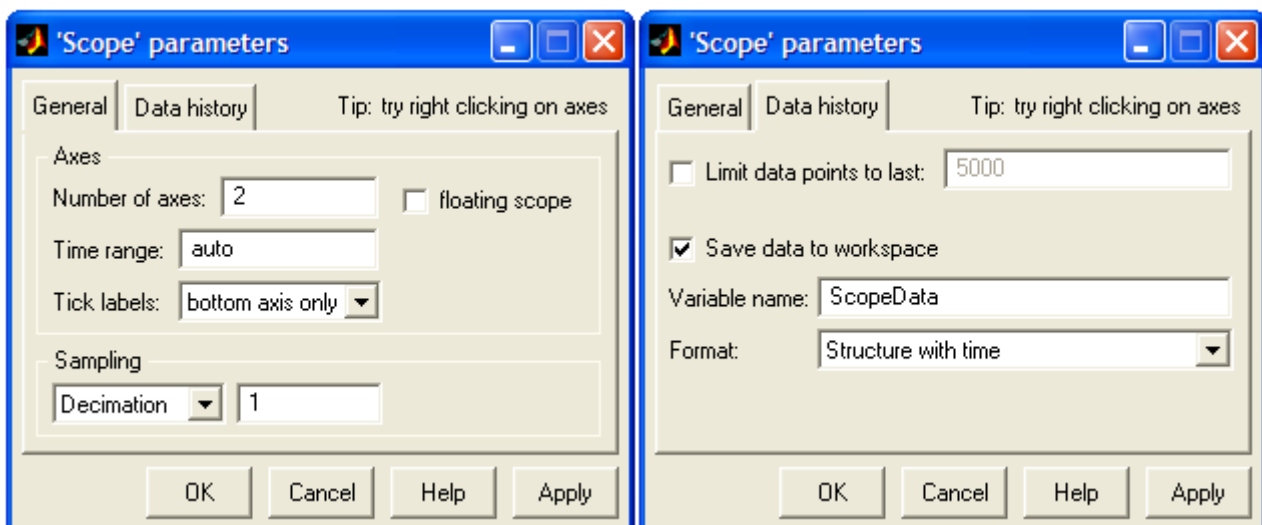 'Scope' parameters
General
Data history
Tip: try right clicking on axes
Axes
Number of axes: 2
floating scope
Time range: auto
Tick labels: bottom axis only
Sampling
Decimation 1
OK Cancel Help Apply
'Scope' parameters
General
Data history
Tip: try right clicking on axes
Limit data points to last: 5000
Save data to workspace
Variable name: ScopeData
Format: Structure with time
OK Cancel Help Apply